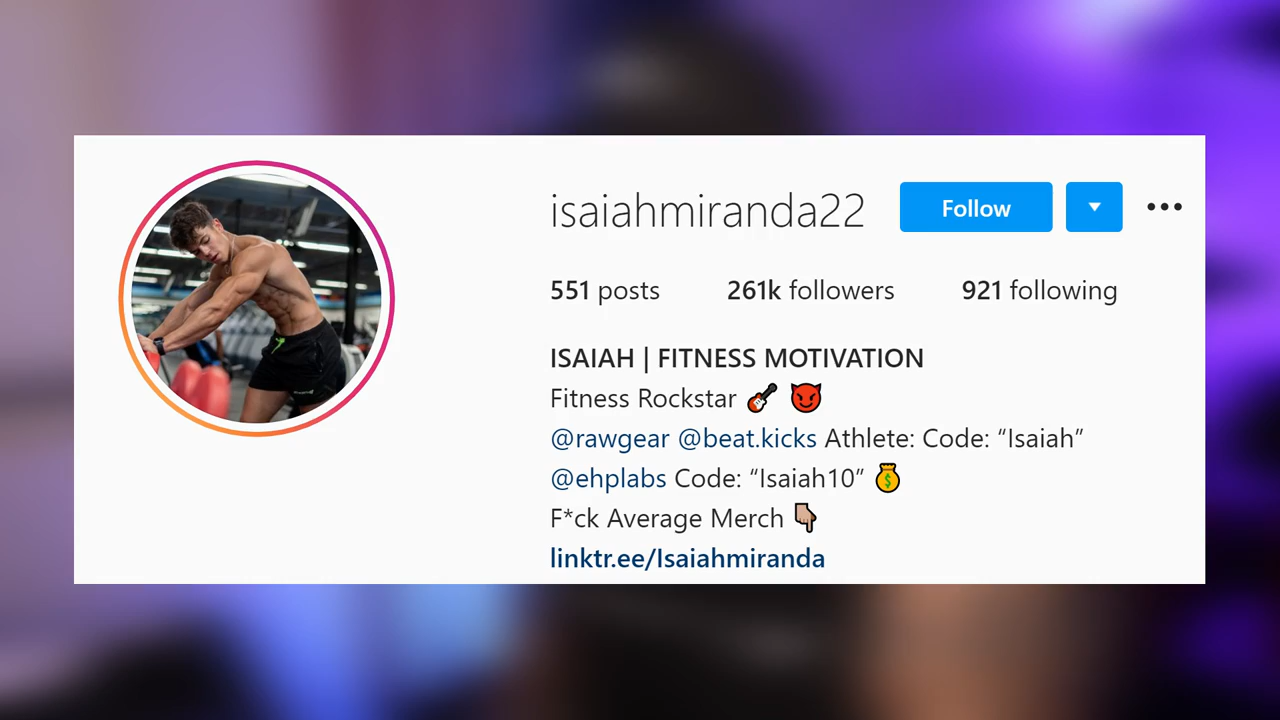 isaiahmiranda22 Follow
551 posts 261k followers 921 following
ISAIAH | FITNESS MOTIVATION
Fitness Rockstar 🎸 😈
@rawgear @beat.kicks Athlete: Code: “Isaiah”
@ehplabs Code: “Isaiah10” 💰
F*ck Average Merch 👇🏼
linktr.ee/Isaiahmiranda